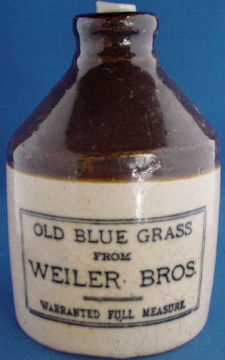 OLD BLUE GRASS
FROM
WEILER BROS.
WARRANTED FULL MEASURE